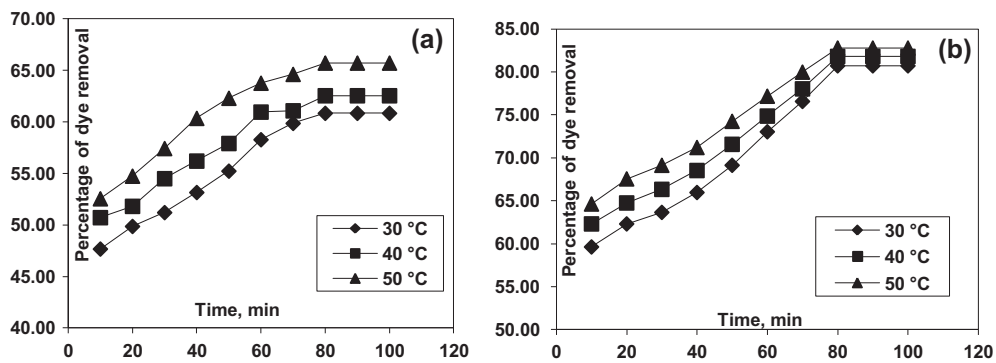 70.00
65.00
60.00
55.00
50.00
45.00
40.00
Percentage of dye removal
(a)
30 °C
40 °C
50 °C
Time, min
0 20 40 60 80 100 120
85.00
80.00
75.00
70.00
65.00
60.00
55.00
50.00
Percentage of dye removal
(b)
30 °C
40 °C
50 °C
Time, min
0 20 40 60 80 100 120